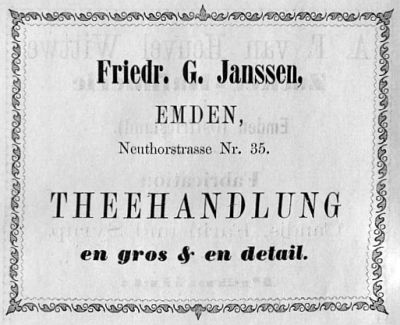 Friedr. G. Janssen,
EMDEN,
Neuthorstrasse Nr. 35.
THEEHANDLUNG
en gros & en detail.